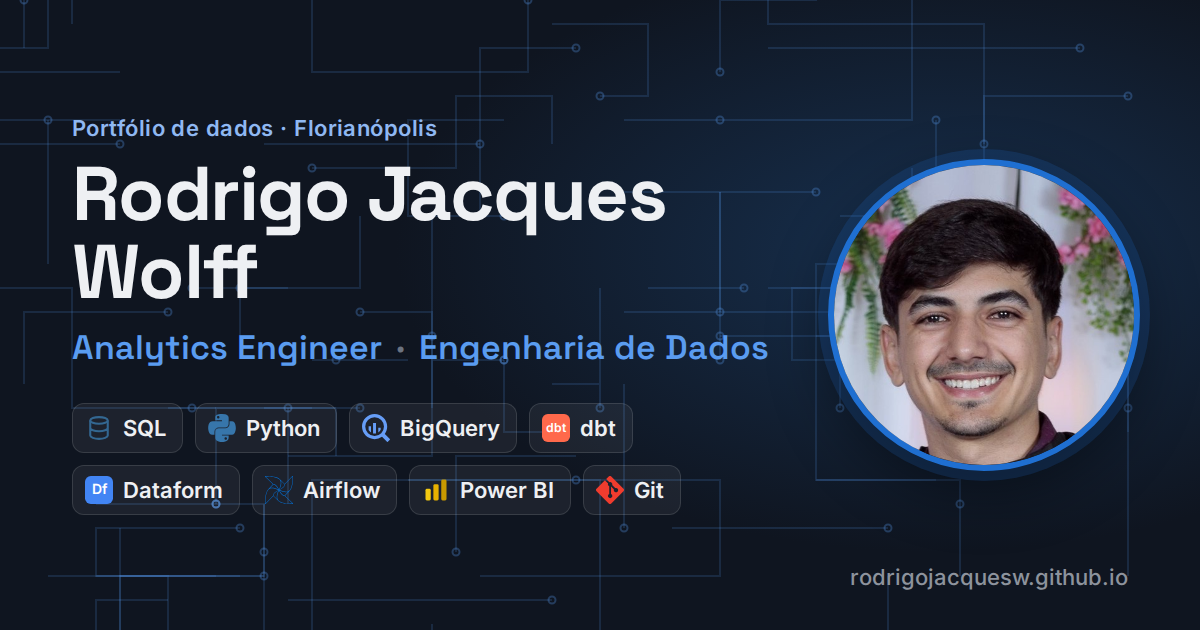 Portfólio de dados · Florianópolis
Rodrigo Jacques
Wolff
Analytics Engineer · Engenharia de Dados
SQL Python BigQuery dbt dbt
Df Dataform Airflow Power BI Git
rodrigojacquesw.github.io